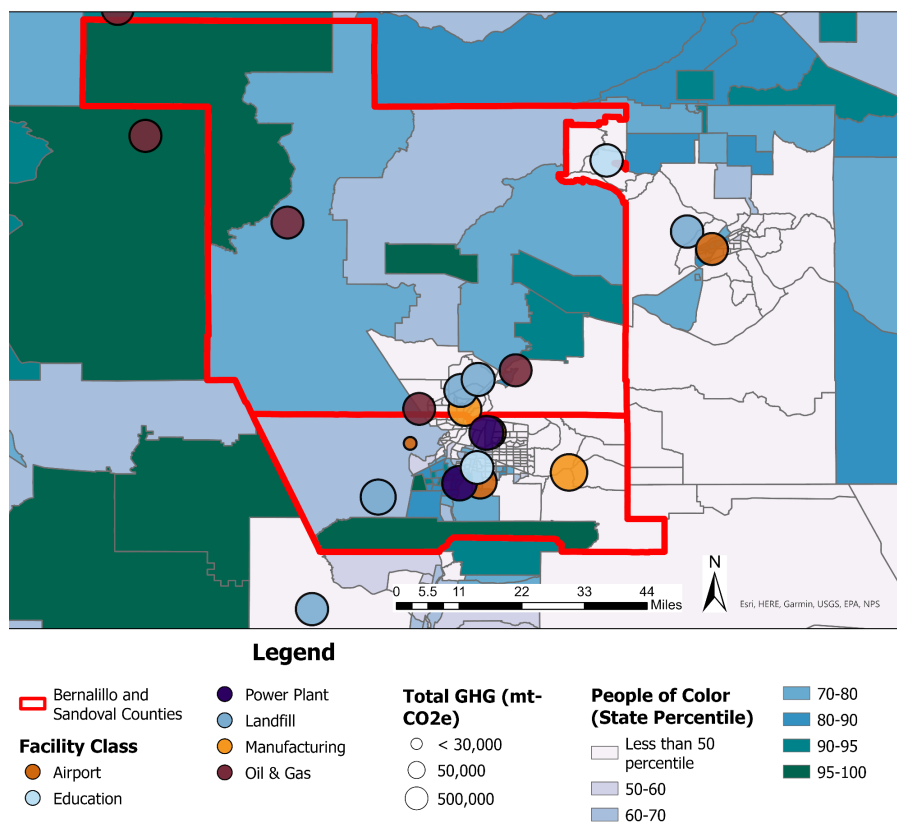 N
0 5.5 11 22 33 44
Miles
Esri, HERE, Garmin, USGS, EPA, NPS
Legend
Bernalillo and
Sandoval Counties
Facility Class
Airport
Education
Power Plant
Landfill
Manufacturing
Oil & Gas
Total GHG (mt-
CO2e)
< 30,000
50,000
500,000
People of Color
(State Percentile)
Less than 50
percentile
50-60
60-70
70-80
80-90
90-95
95-100